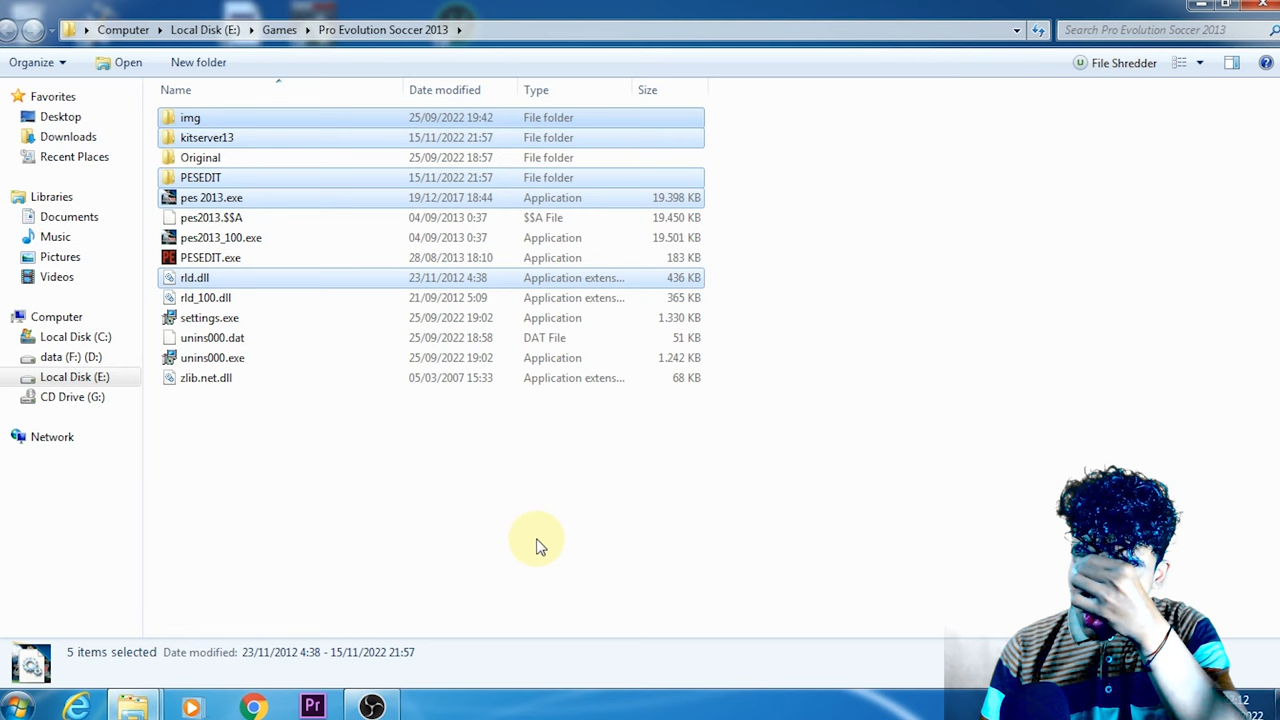 Computer Local Disk (E:) Games Pro Evolution Soccer 2013 Search Pro Evolution Soccer 2013
Organize Open New folder File Shredder
Name Date modified Type Size
Favorites
Desktop
Downloads
Recent Places
Libraries
Documents
Music
Pictures
Videos
Computer
Local Disk (C:)
data (F:) (D:)
Local Disk (E:)
CD Drive (G:)
Network
img 25/09/2022 19:42 File folder
kitserver13 15/11/2022 21:57 File folder
Original 25/09/2022 18:57 File folder
PESEDIT 15/11/2022 21:57 File folder
pes 2013.exe 19/12/2017 18:44 Application 19.398 KB
pes2013.$$A 04/09/2013 0:37 $$A File 19.450 KB
pes2013_100.exe 04/09/2013 0:37 Application 19.501 KB
PESEDIT.exe 28/08/2013 18:10 Application 183 KB
rld.dll 23/11/2012 4:38 Application extens... 436 KB
rld_100.dll 21/09/2012 5:09 Application extens... 365 KB
settings.exe 25/09/2022 19:02 Application 1.330 KB
unins000.dat 25/09/2022 18:58 DAT File 51 KB
unins000.exe 25/09/2022 19:02 Application 1.242 KB
zlib.net.dll 05/03/2007 15:33 Application extens... 68 KB
5 items selected Date modified: 23/11/2012 4:38 - 15/11/2022 21:57
Pr